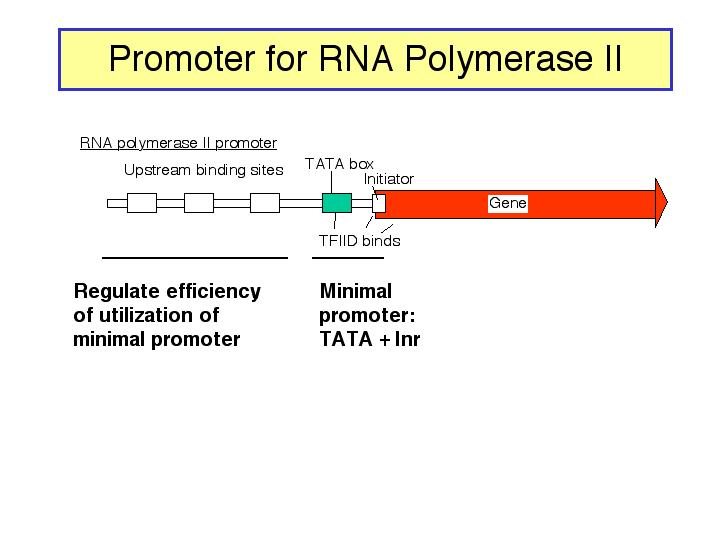 Promoter for RNA Polymerase II
RNA polymerase II promoter
Upstream binding sites
TATA box
Initiator
Gene
TFIID binds
Regulate efficiency
of utilization of
minimal promoter
Minimal
promoter:
TATA + Inr